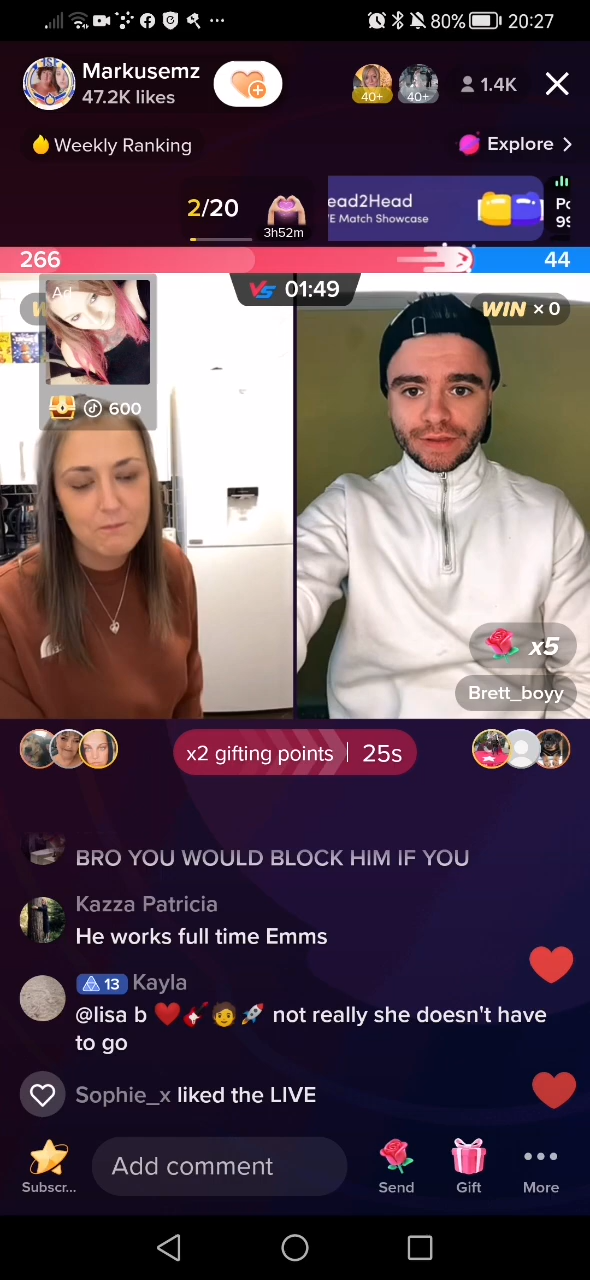 80% 20:27
Markusemz
47.2K likes
40+ 40+ 1.4K
Weekly Ranking
Explore >
2/20
3h52m
ead2Head
E Match Showcase
266
44
VS 01:49
Ad
WIN × 0
600
x5
Brett_boyy
x2 gifting points | 25s
BRO YOU WOULD BLOCK HIM IF YOU
Kazza Patricia
He works full time Emms
13 Kayla
@lisa b ❤️🎸🧑🚀 not really she doesn't have
to go
Sophie_x liked the LIVE
Subscr...
Add comment
Send
Gift
More